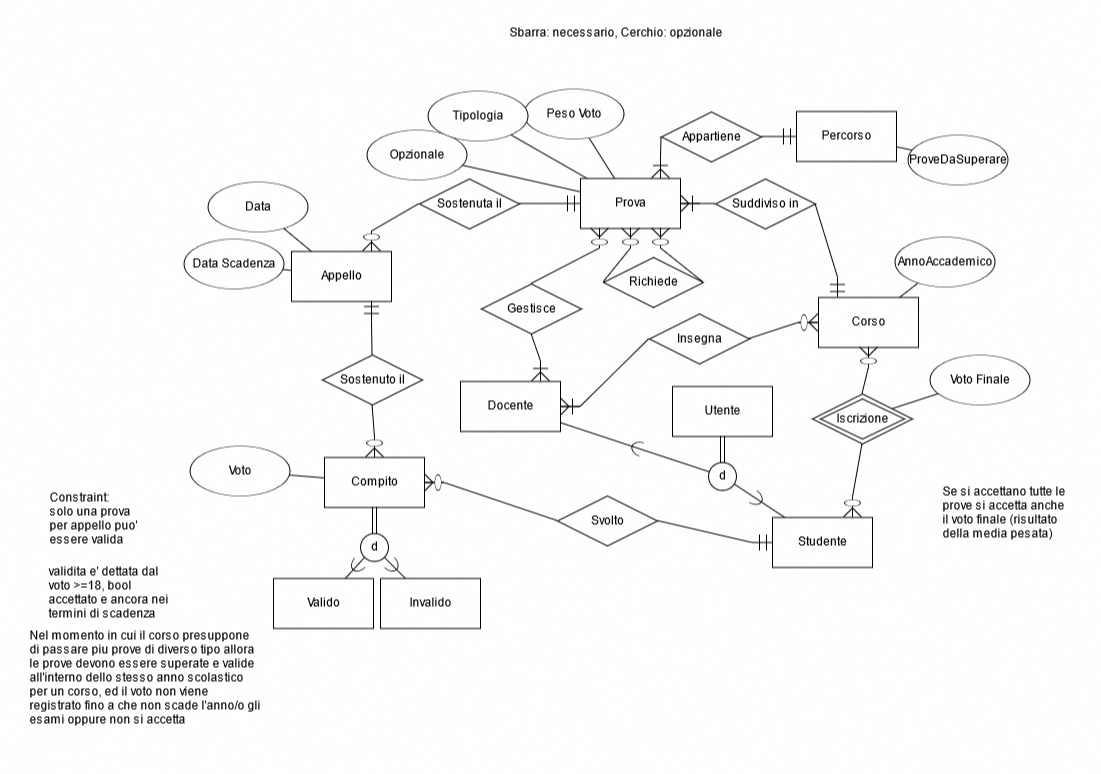 Sbarra: necessario, Cerchio: opzionale
Tipologia
Peso Voto
Opzionale
Appartiene
Percorso
ProveDaSuperare
Data
Sostenuta il
Prova
Suddiviso in
Data Scadenza
Appello
Richiede
AnnoAccademico
Gestisce
Insegna
Corso
Sostenuto il
Docente
Utente
Voto Finale
Iscrizione
Voto
Compito
d
Svolto
Studente
d
Valido
Invalido
Constraint:
solo una prova
per appello puo'
essere valida
validita e' dettata dal
voto >=18, bool
accettato e ancora nei
termini di scadenza
Nel momento in cui il corso presuppone
di passare piu prove di diverso tipo allora
le prove devono essere superate e valide
all'interno dello stesso anno scolastico
per un corso, ed il voto non viene
registrato fino a che non scade l'anno/o gli
esami oppure non si accetta
Se si accettano tutte le
prove si accetta anche
il voto finale (risultato
della media pesata)